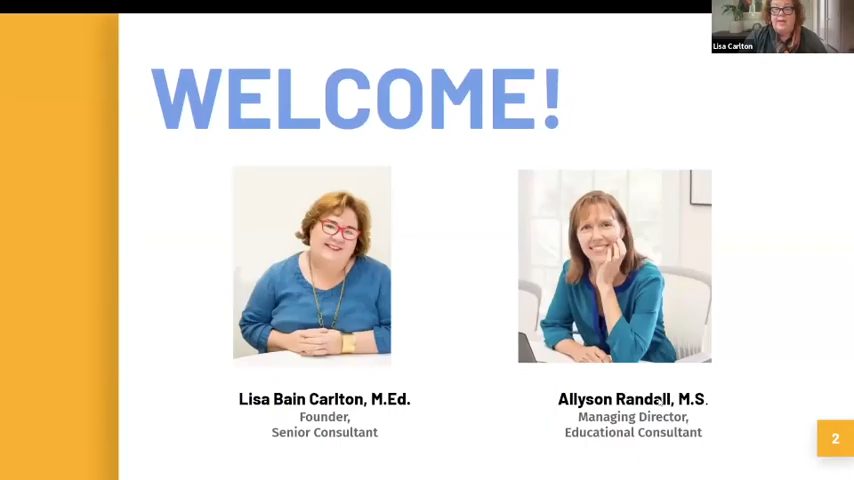 Lisa Carlton
WELCOME!
Lisa Bain Carlton, M.Ed.
Founder,
Senior Consultant
Allyson Randall, M.S.
Managing Director,
Educational Consultant
2